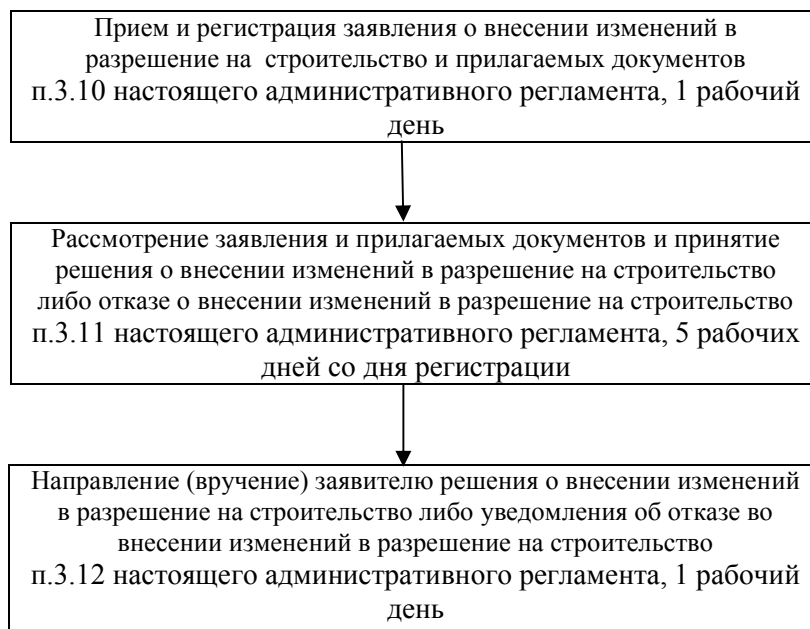 Прием и регистрация заявления о внесении изменений в
разрешение на строительство и прилагаемых документов
п.3.10 настоящего административного регламента, 1 рабочий
день
Рассмотрение заявления и прилагаемых документов и принятие
решения о внесении изменений в разрешение на строительство
либо отказе о внесении изменений в разрешение на строительство
п.3.11 настоящего административного регламента, 5 рабочих
дней со дня регистрации
Направление (вручение) заявителю решения о внесении изменений
в разрешение на строительство либо уведомления об отказе во
внесении изменений в разрешение на строительство
п.3.12 настоящего административного регламента, 1 рабочий
день